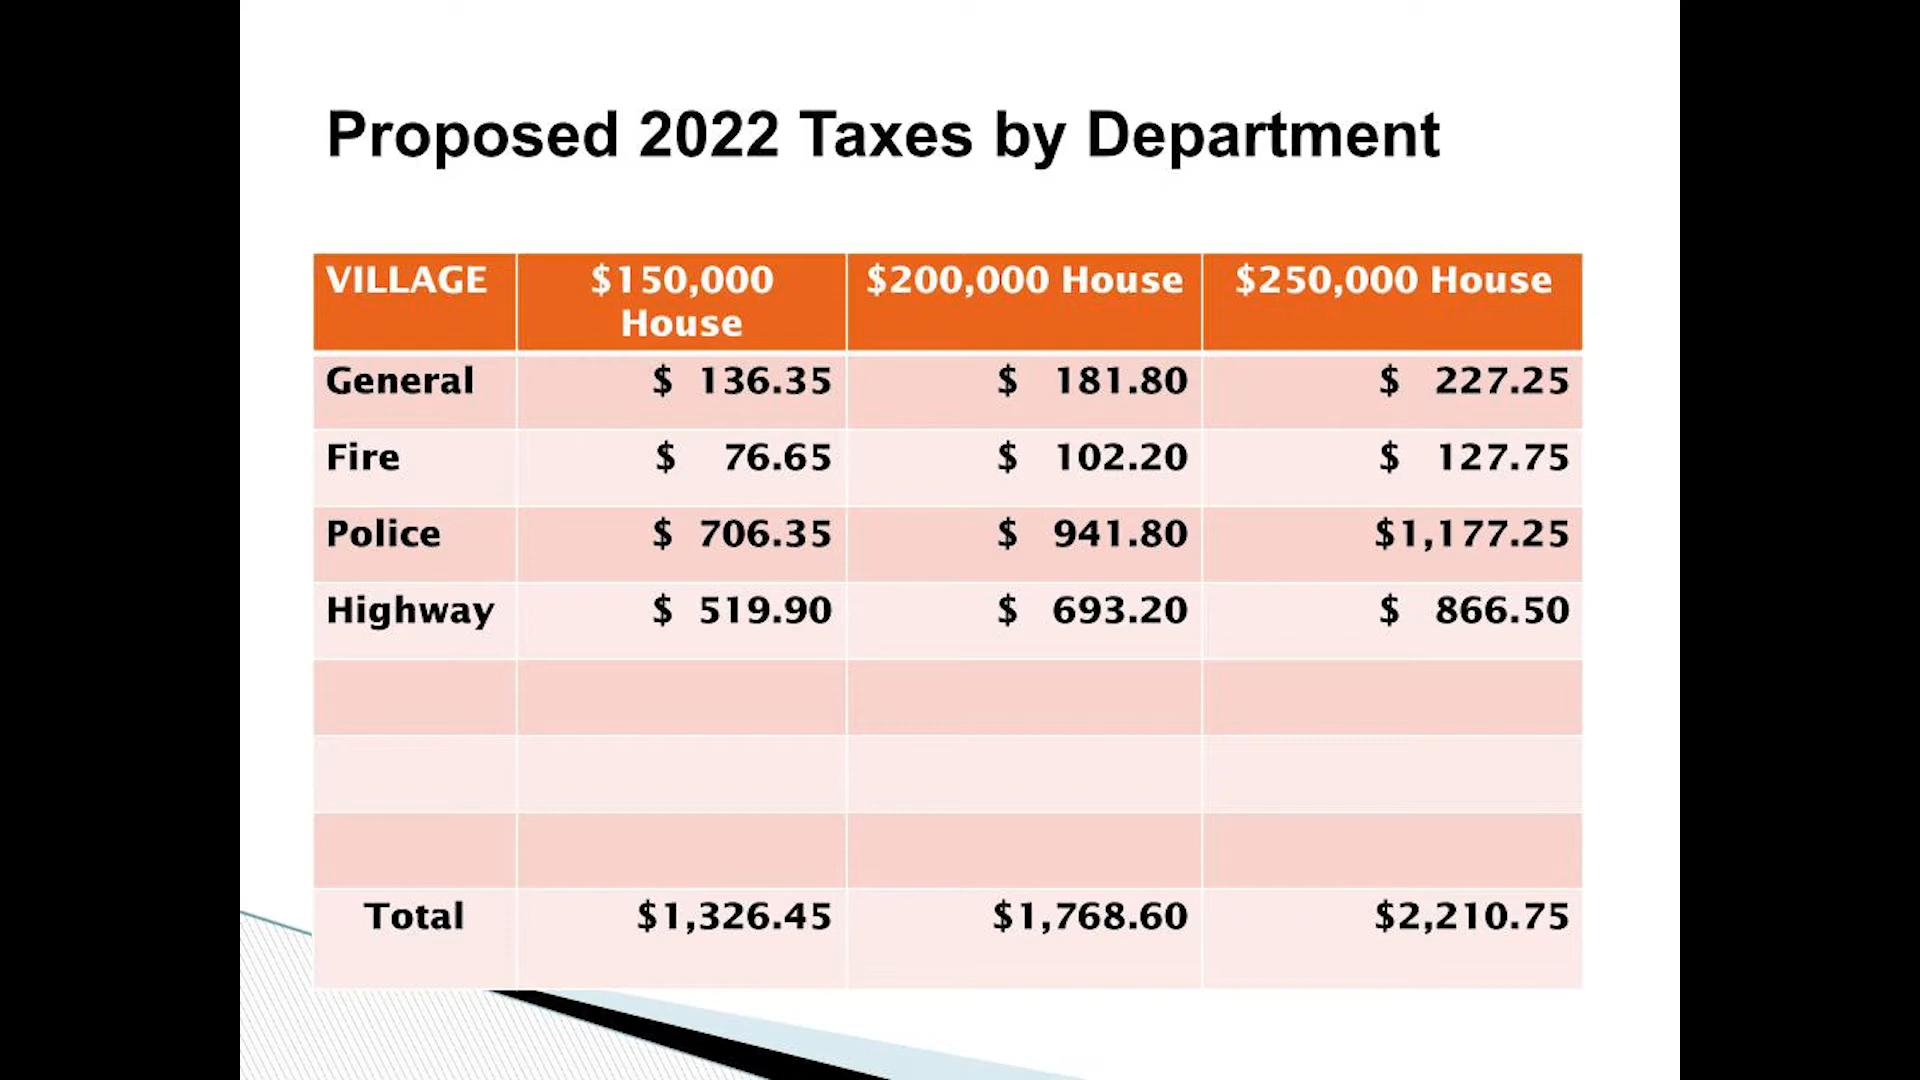 Proposed 2022 Taxes by Department
VILLAGE $150,000 House $200,000 House $250,000 House
General $ 136.35 $ 181.80 $ 227.25
Fire $ 76.65 $ 102.20 $ 127.75
Police $ 706.35 $ 941.80 $1,177.25
Highway $ 519.90 $ 693.20 $ 866.50
Total $1,326.45 $1,768.60 $2,210.75